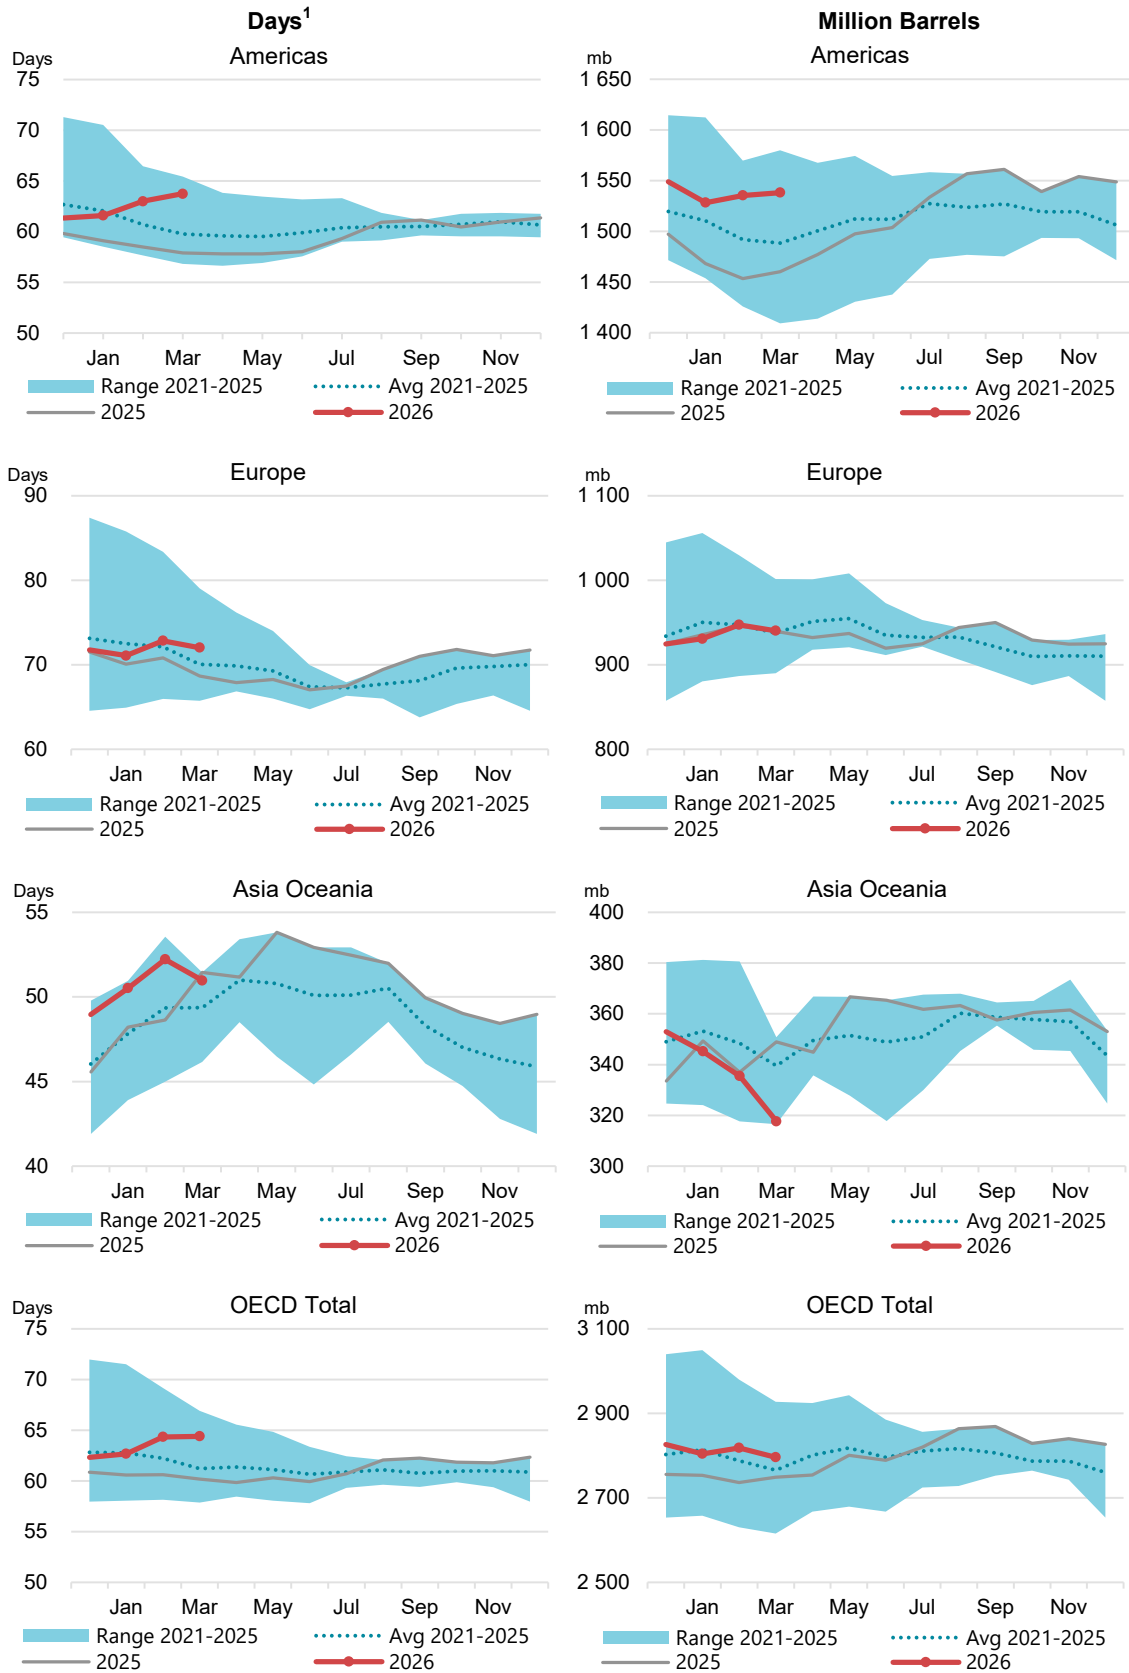 Days¹
Million Barrels
Days
Americas
75
70
65
60
55
50
Jan Mar May Jul Sep Nov
Range 2021-2025 Avg 2021-2025
2025 2026
mb
Americas
1 650
1 600
1 550
1 500
1 450
1 400
Jan Mar May Jul Sep Nov
Range 2021-2025 Avg 2021-2025
2025 2026
Days
Europe
90
80
70
60
Jan Mar May Jul Sep Nov
Range 2021-2025 Avg 2021-2025
2025 2026
mb
Europe
1 100
1 000
900
800
Jan Mar May Jul Sep Nov
Range 2021-2025 Avg 2021-2025
2025 2026
Days
Asia Oceania
55
50
45
40
Jan Mar May Jul Sep Nov
Range 2021-2025 Avg 2021-2025
2025 2026
mb
Asia Oceania
400
380
360
340
320
300
Jan Mar May Jul Sep Nov
Range 2021-2025 Avg 2021-2025
2025 2026
Days
OECD Total
75
70
65
60
55
50
Jan Mar May Jul Sep Nov
Range 2021-2025 Avg 2021-2025
2025 2026
mb
OECD Total
3 100
2 900
2 700
2 500
Jan Mar May Jul Sep Nov
Range 2021-2025 Avg 2021-2025
2025 2026